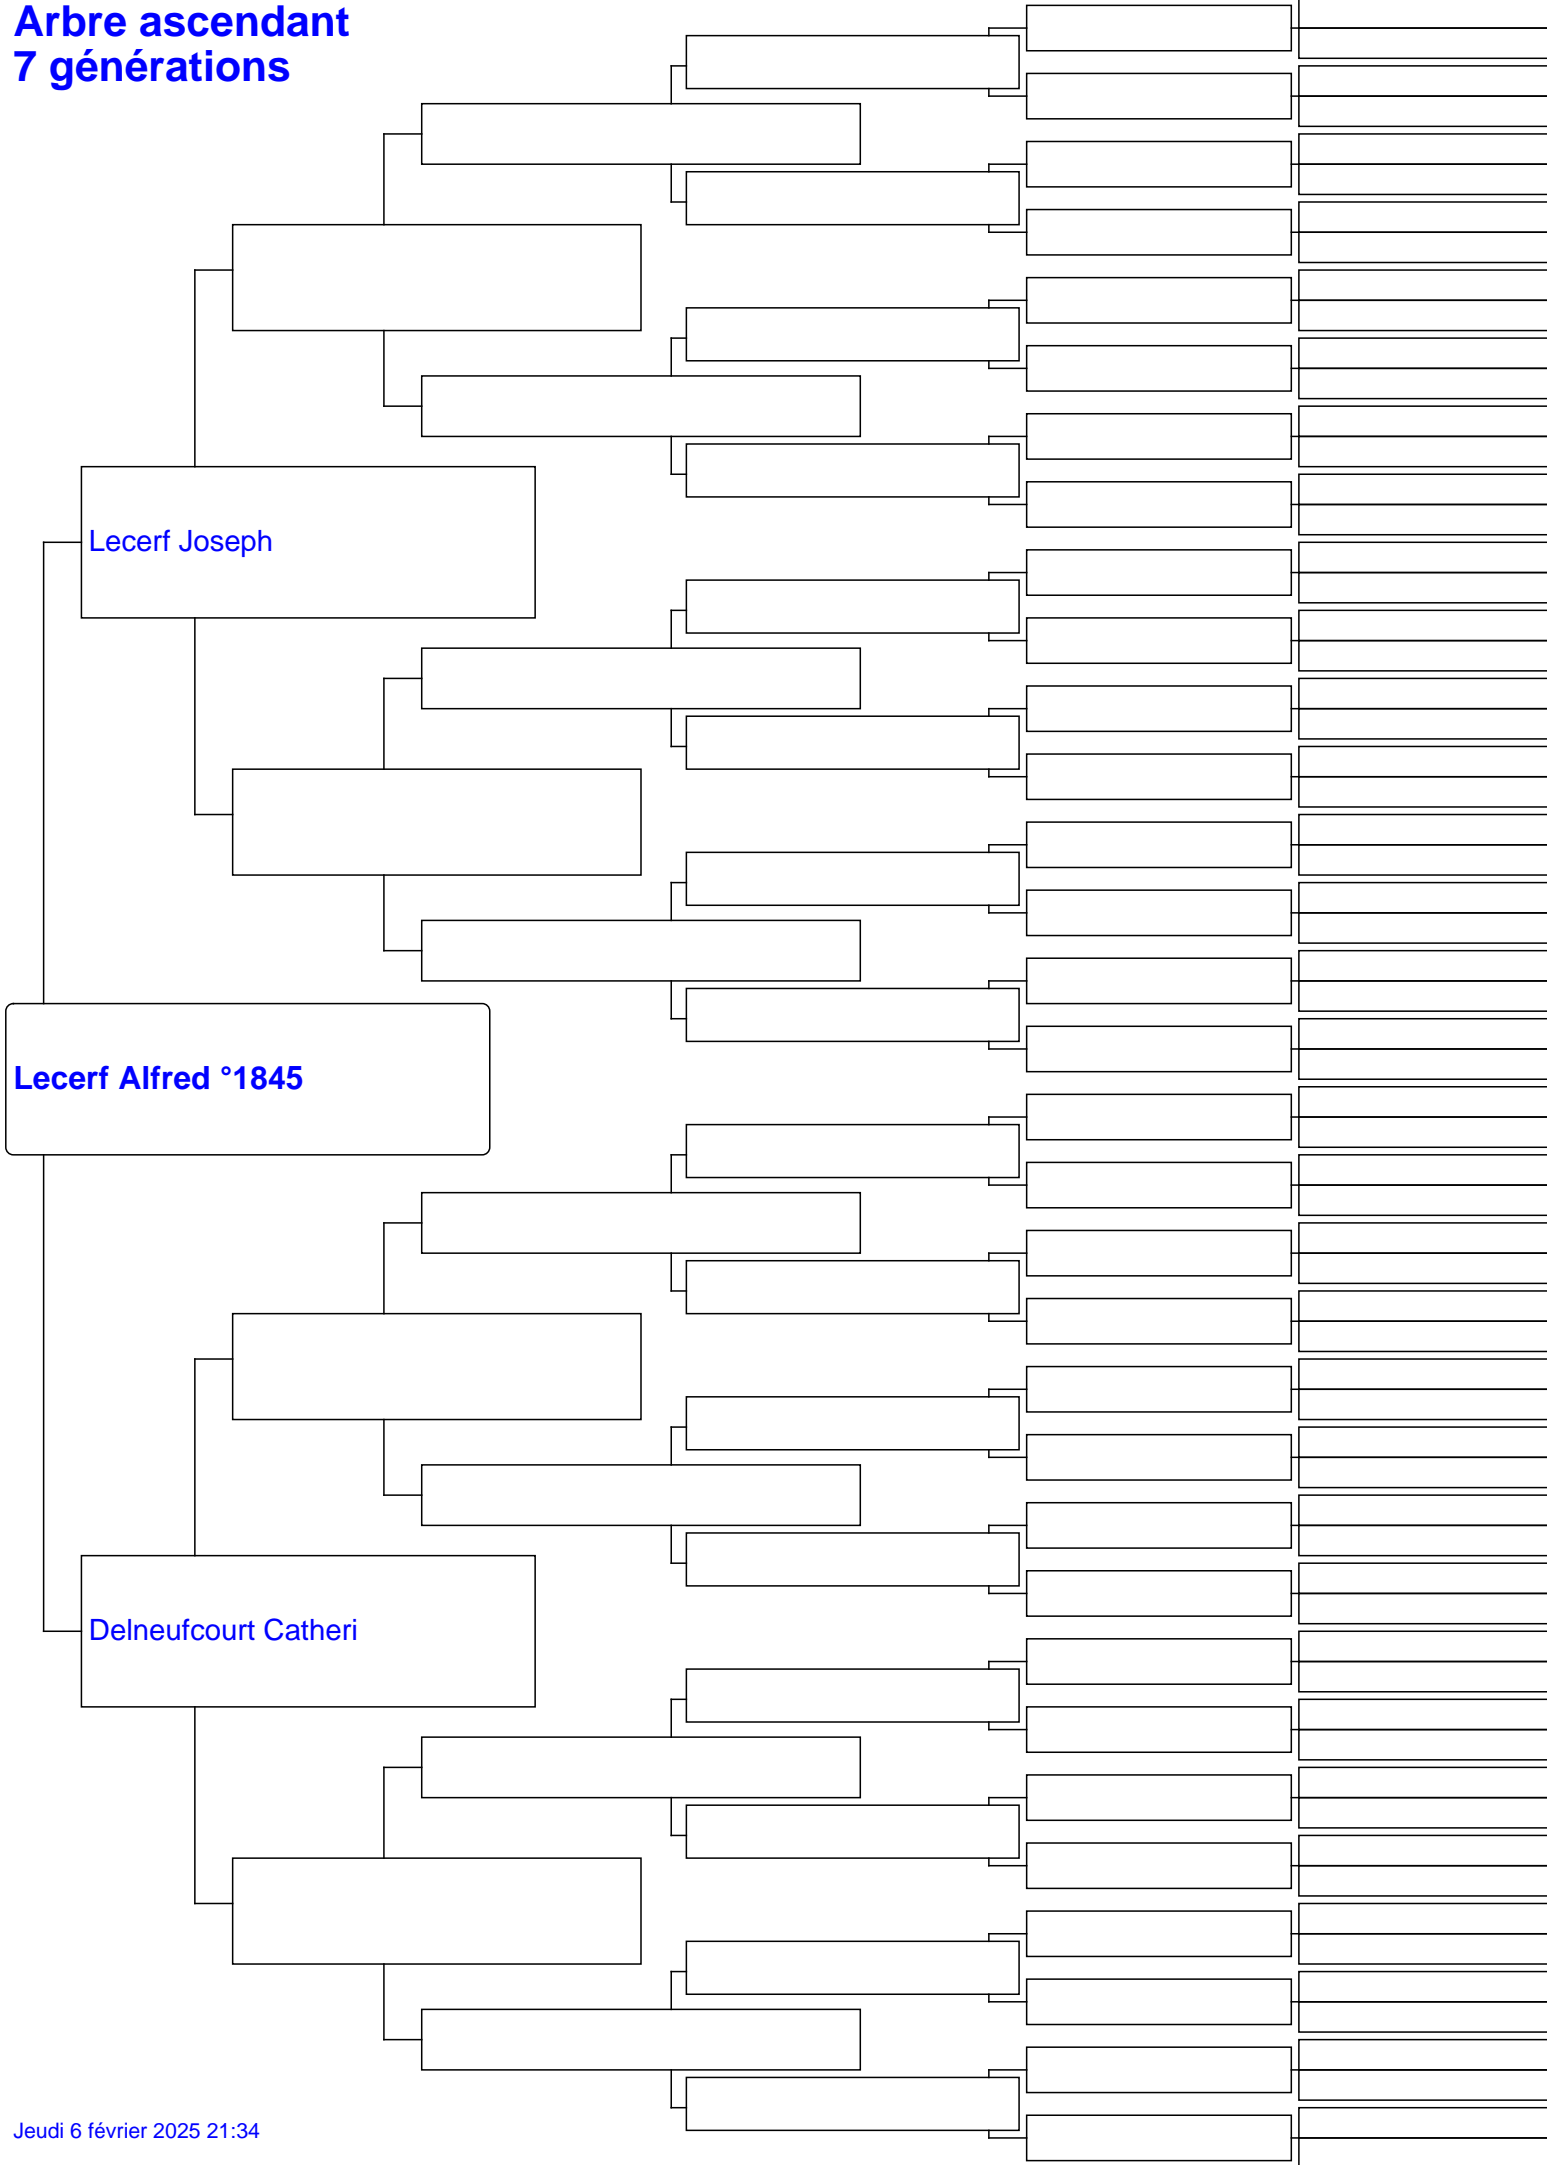 Arbre ascendant
7 générations
Lecerf Joseph
Lecerf Alfred °1845
Delneufcourt Catheri
Jeudi 6 février 2025 21:34